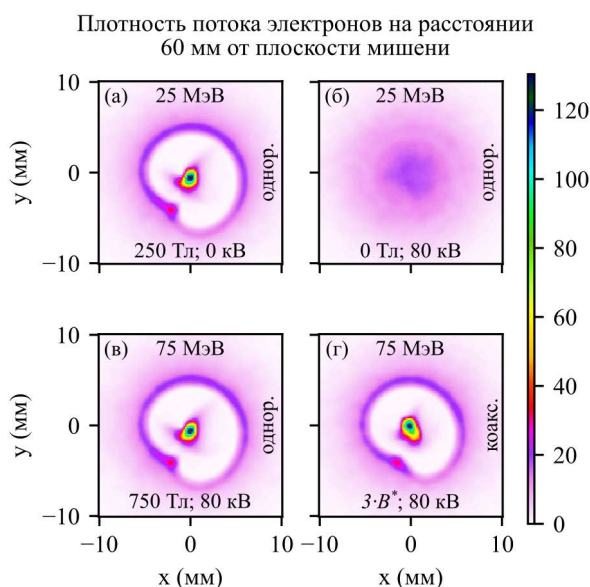 Плотность потока электронов на расстоянии
60 мм от плоскости мишени
10
0
−10
y (мм)
(а)
25 МэВ
однор.
250 Тл; 0 кВ
(б)
25 МэВ
однор.
0 Тл; 80 кВ
10
0
−10
y (мм)
(в)
75 МэВ
однор.
750 Тл; 80 кВ
(г)
75 МэВ
коакс.
3·B*; 80 кВ
−10 0 10
−10 0 10
x (мм)
x (мм)
120
100
80
60
40
20
0